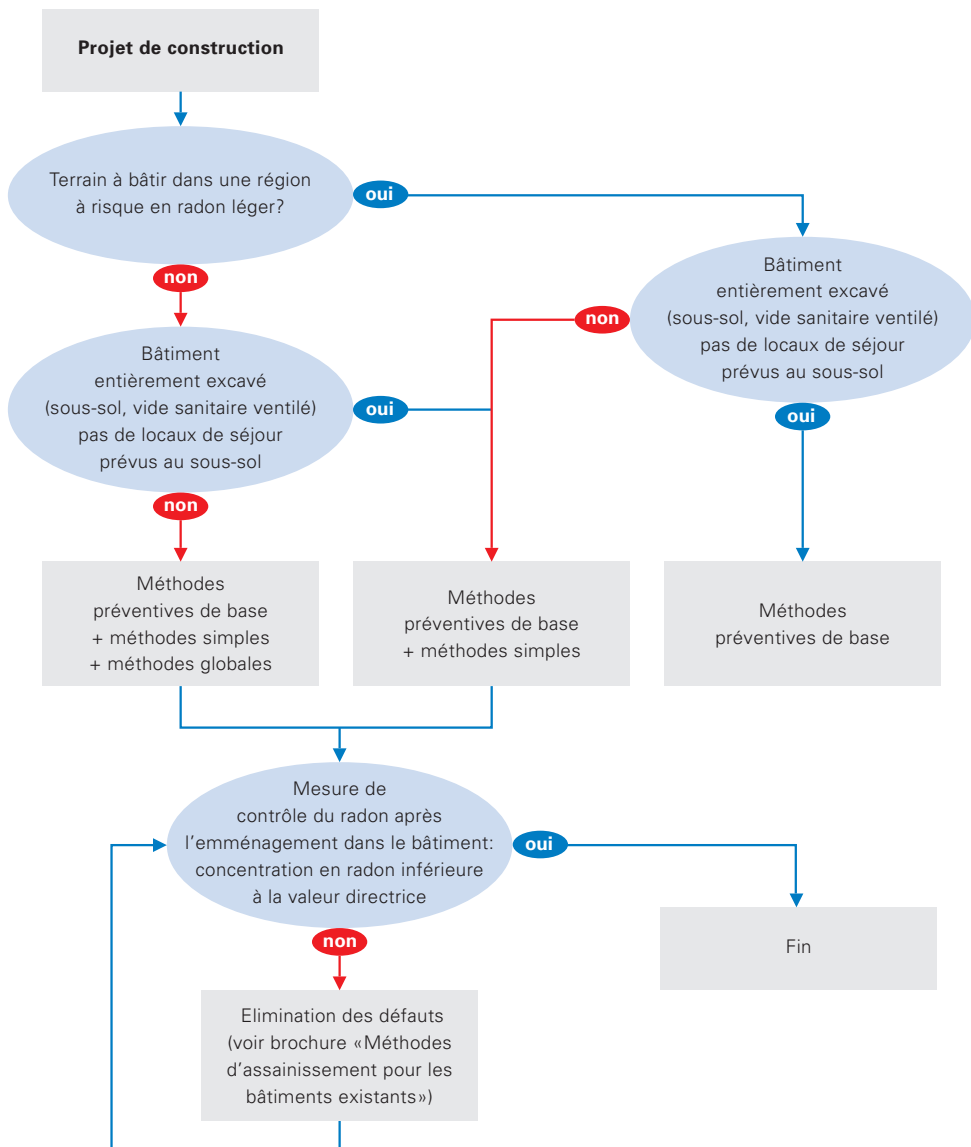 Projet de construction
Terrain à bâtir dans une région
à risque en radon léger?
oui
non
Bâtiment
entièrement excavé
(sous-sol, vide sanitaire ventilé)
pas de locaux de séjour
prévus au sous-sol
non
oui
Bâtiment
entièrement excavé
(sous-sol, vide sanitaire ventilé)
pas de locaux de séjour
prévus au sous-sol
oui
non
Méthodes
préventives de base
+ méthodes simples
+ méthodes globales
Méthodes
préventives de base
+ méthodes simples
Méthodes
préventives de base
Mesure de
contrôle du radon après
l'emménagement dans le bâtiment:
concentration en radon inférieure
à la valeur directrice
oui
non
Fin
Elimination des défauts
(voir brochure «Méthodes
d'assainissement pour les
bâtiments existants»)